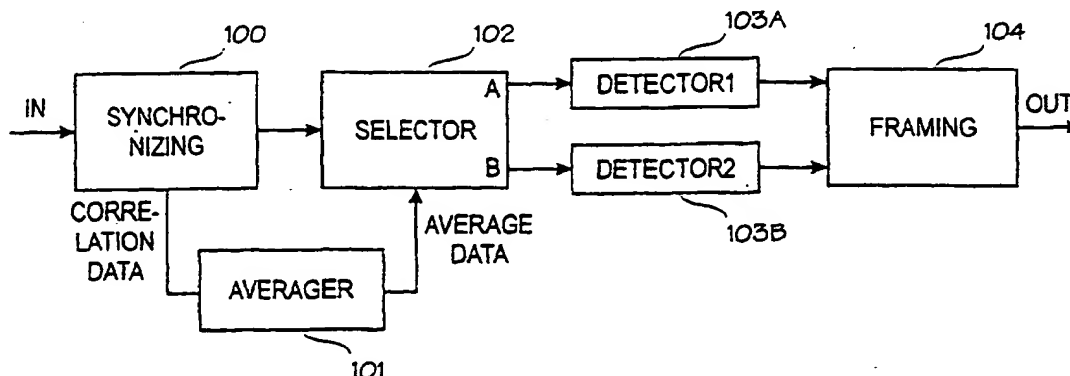 100
102
103A
104
IN
SYNCHRO-
NIZING
SELECTOR
A
B
DETECTOR1
DETECTOR2
FRAMING
OUT
103B
CORRE-
LATION
DATA
AVERAGE
DATA
AVERAGER
101